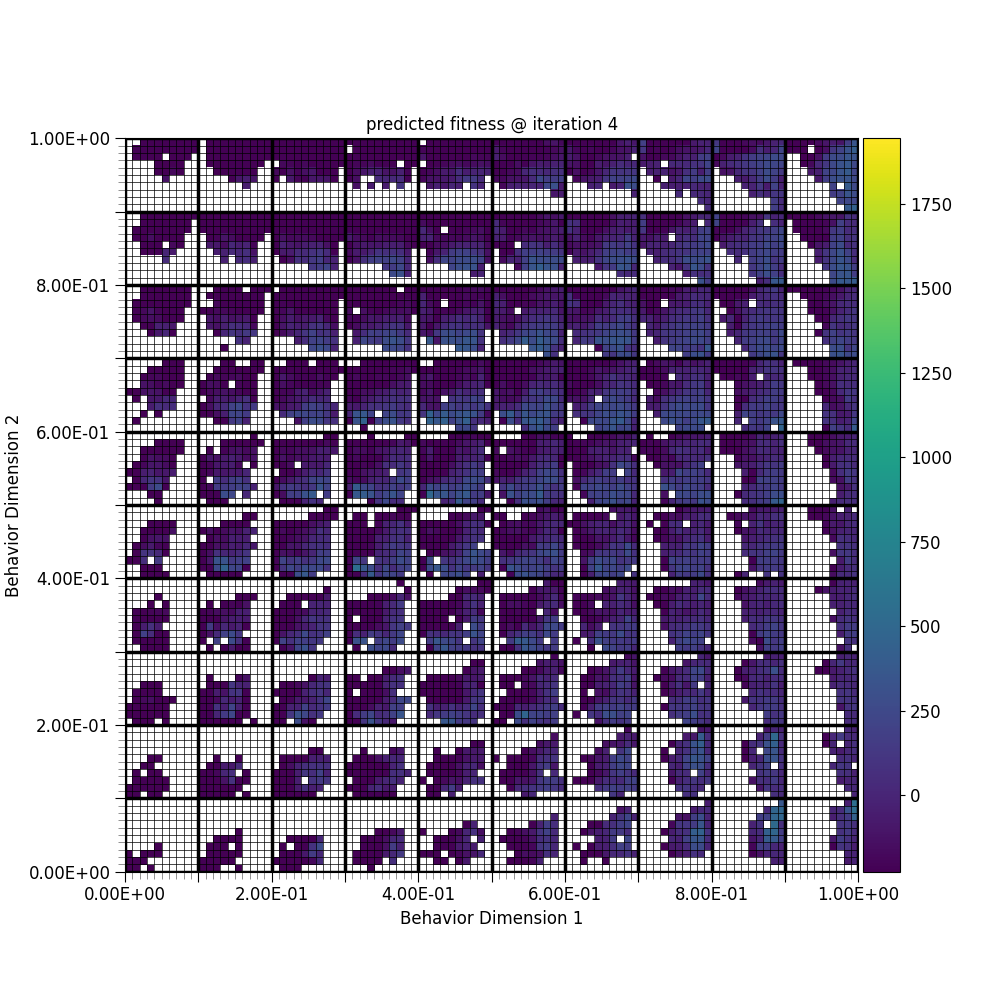 predicted fitness @ iteration 4
1.00E+00
8.00E-01
6.00E-01
4.00E-01
2.00E-01
0.00E+00
Behavior Dimension 2
0.00E+00 2.00E-01 4.00E-01 6.00E-01 8.00E-01 1.00E+00
Behavior Dimension 1
1750
1500
1250
1000
750
500
250
0